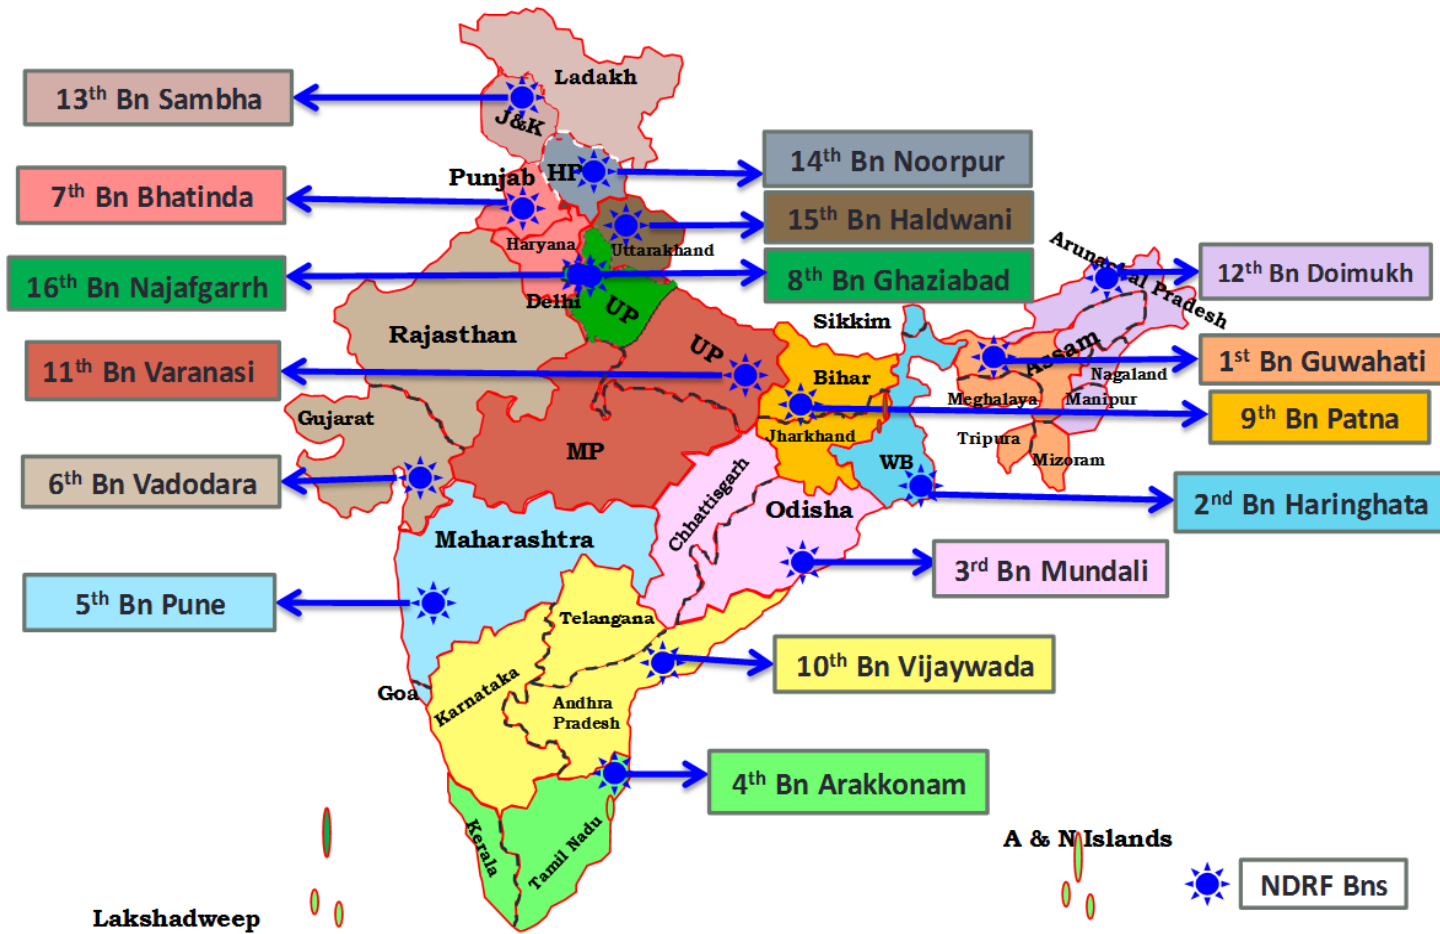 Ladakh
13th Bn Sambha
J&K
14th Bn Noorpur
HP
Punjab
7th Bn Bhatinda
15th Bn Haldwani
Haryana
Uttarakhand
Arunachal Pradesh
12th Bn Doimukh
16th Bn Najafgarrh
8th Bn Ghaziabad
Delhi
UP
Sikkim
Rajasthan
UP
Assam
1st Bn Guwahati
11th Bn Varanasi
Bihar
Nagaland
Meghalaya
Manipur
9th Bn Patna
Gujarat
Jharkhand
Tripura
Mizoram
MP
WB
6th Bn Vadodara
Chhattisgarh
Odisha
2nd Bn Haringhata
Maharashtra
3rd Bn Mundali
5th Bn Pune
Telangana
10th Bn Vijaywada
Goa
Karnataka
Andhra
Pradesh
4th Bn Arakkonam
Kerala
Tamil Nadu
A & N Islands
NDRF Bns
Lakshadweep